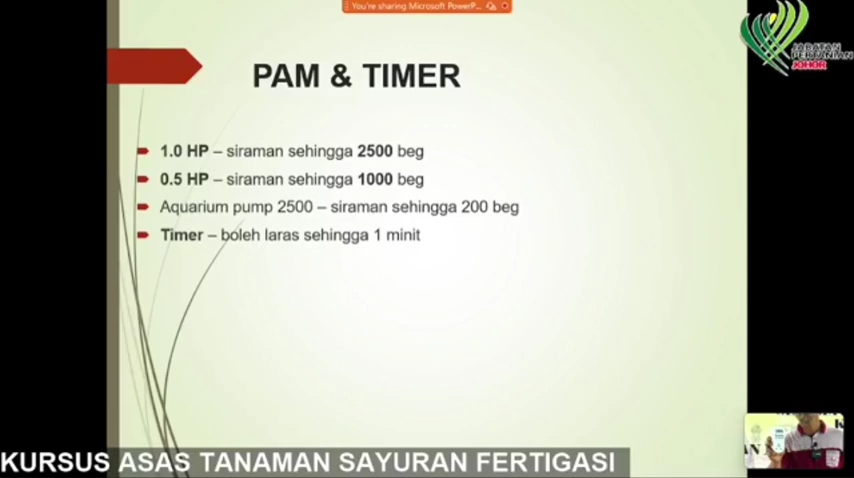 You're sharing Microsoft PowerP...
JABATAN
PERTANIAN
JOHOR
PAM & TIMER
1.0 HP – siraman sehingga 2500 beg
0.5 HP – siraman sehingga 1000 beg
Aquarium pump 2500 – siraman sehingga 200 beg
Timer – boleh laras sehingga 1 minit
KURSUS ASAS TANAMAN SAYURAN FERTIGASI